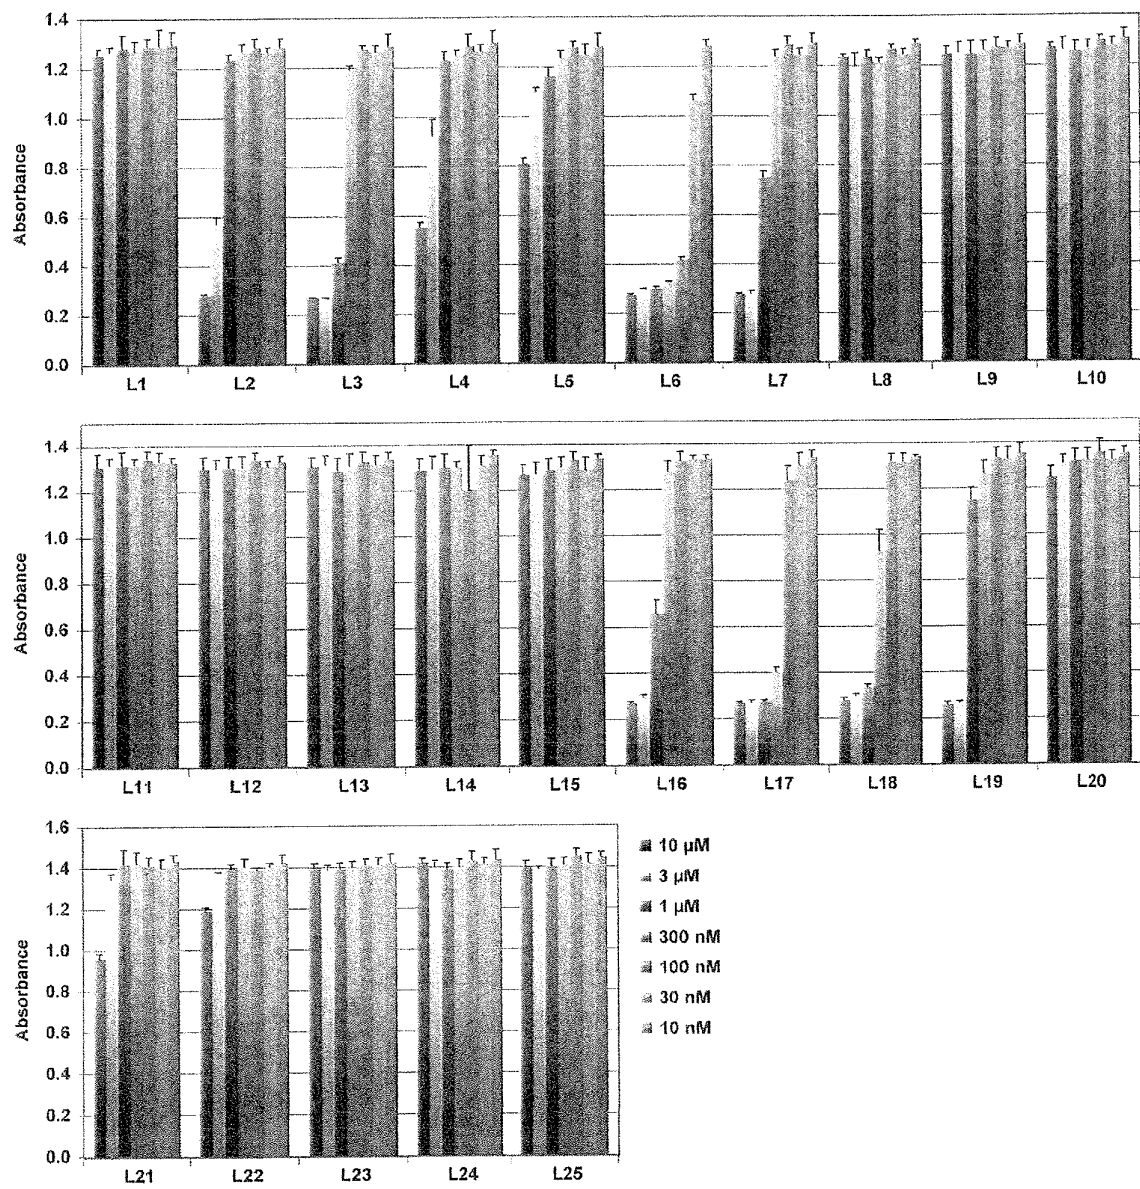 1.4
1.2
1.0
0.8
0.6
0.4
0.2
0.0
Absorbance
L1 L2 L3 L4 L5 L6 L7 L8 L9 L10
1.4
1.2
1.0
0.8
0.6
0.4
0.2
0.0
Absorbance
L11 L12 L13 L14 L15 L16 L17 L18 L19 L20
1.6
1.4
1.2
1.0
0.8
0.6
0.4
0.2
0.0
Absorbance
L21 L22 L23 L24 L25
10 µM
3 µM
1 µM
300 nM
100 nM
30 nM
10 nM